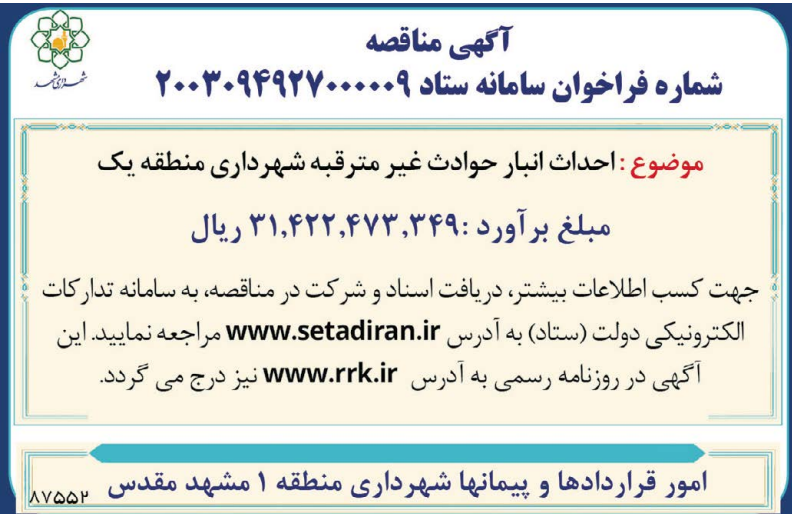 آگهی مناقصه
شهرداری مشهد
شماره فراخوان سامانه ستاد ۲۰۰۳۰۹۴۹۲۷۰۰۰۰۰۹
موضوع : احداث انبار حوادث غیر مترقبه شهرداری منطقه یک
مبلغ برآورد :۳۱,۴۲۲,۴۷۳,۳۴۹ ریال
جهت کسب اطلاعات بیشتر، دریافت اسناد و شرکت در مناقصه، به سامانه تدارکات
الکترونیکی دولت (ستاد) به آدرس www.setadiran.ir مراجعه نمایید. این
آگهی در روزنامه رسمی به آدرس www.rrk.ir نیز درج می گردد.
امور قراردادها و پیمانها شهرداری منطقه ۱ مشهد مقدس
۸۷۵۵۲